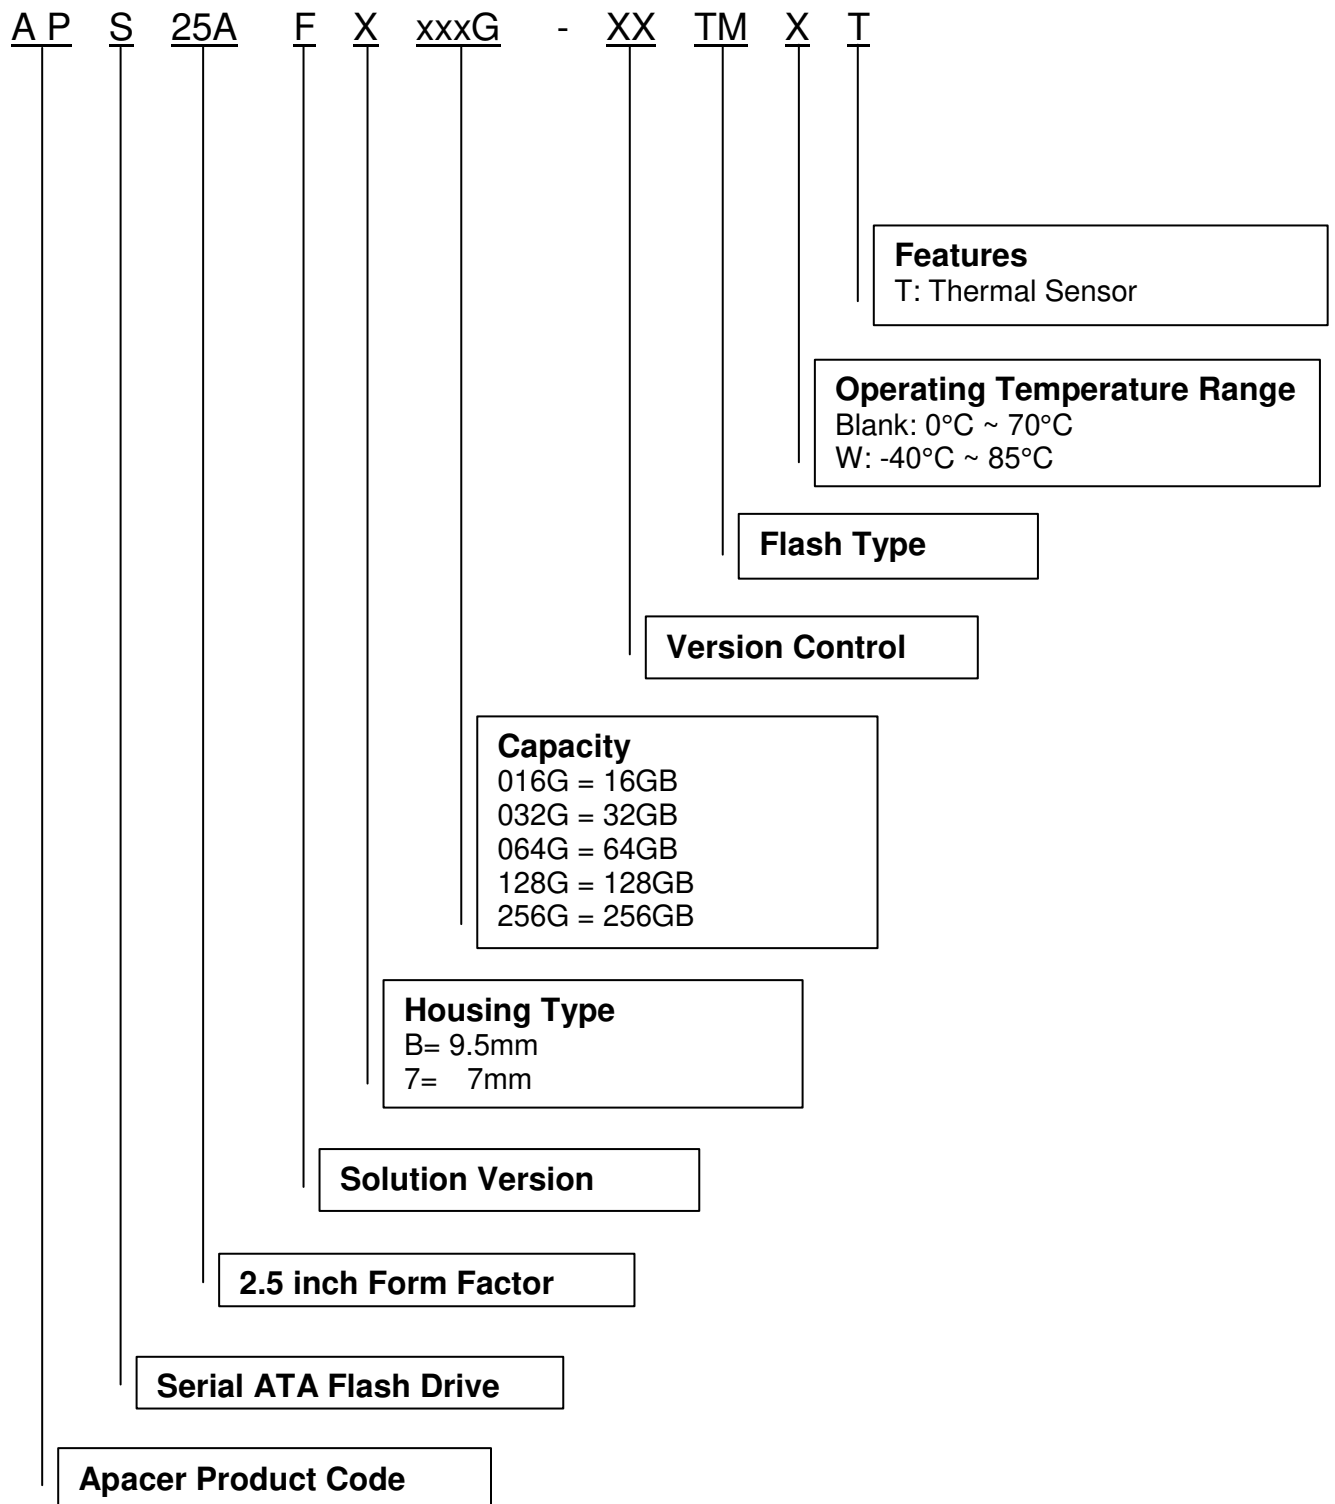 A P S 25A F X xxxG - XX TM X T
Features
T: Thermal Sensor
Operating Temperature Range
Blank: 0°C ~ 70°C
W: -40°C ~ 85°C
Flash Type
Version Control
Capacity
016G = 16GB
032G = 32GB
064G = 64GB
128G = 128GB
256G = 256GB
Housing Type
B= 9.5mm
7= 7mm
Solution Version
2.5 inch Form Factor
Serial ATA Flash Drive
Apacer Product Code